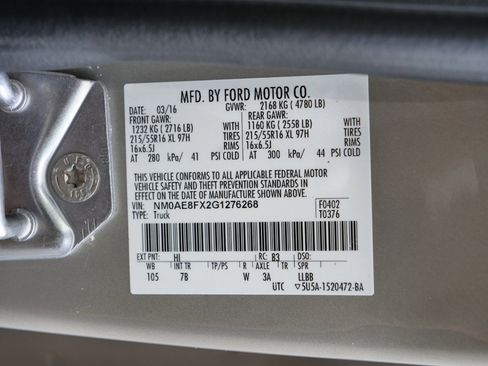 MFD. BY FORD MOTOR CO.
DATE: 03/16 GVWR: 2168 KG ( 4780 LB)
FRONT GAWR: REAR GAWR:
1232 KG ( 2716 LB) WITH 1160 KG ( 2558 LB) WITH
215/55R16 XL 97H TIRES 215/55R16 XL 97H TIRES
16x6.5J RIMS 16x6.5J RIMS
AT 280 kPa/ 41 PSI COLD AT 300 kPa/ 44 PSI COLD
THIS VEHICLE CONFORMS TO ALL APPLICABLE FEDERAL MOTOR
VEHICLE SAFETY AND THEFT PREVENTION STANDARDS IN
EFFECT ON THE DATE OF MANUFACTURE SHOWN ABOVE.
VIN: NM0AE8FX2G1276268 F0402
TYPE: Truck T0376
EXT PNT: HI RC: B3 DSO:
WB INT TR TP/PS R AXLE TR SPR
105 7B W 3A LLBB
UTC 5U5A-1520472-BA